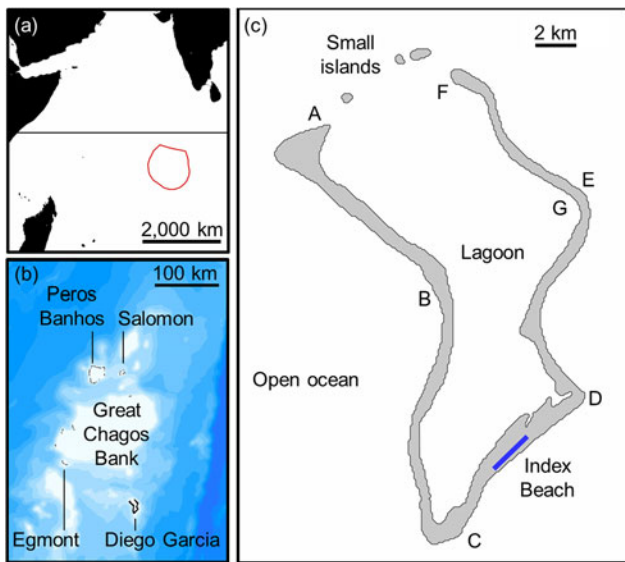 (a)
2,000 km
(b)
100 km
Peros
Banhos
Salomon
Great
Chagos
Bank
Egmont
Diego Garcia
(c)
2 km
Small
islands
A
F
E
G
Lagoon
B
Open ocean
D
Index
Beach
C